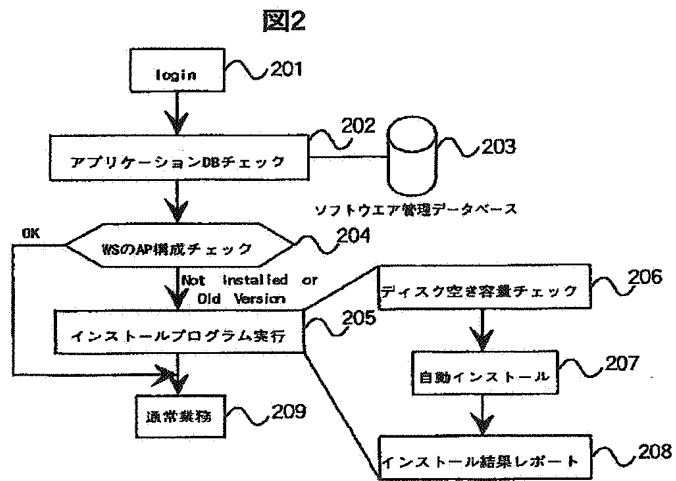 図2
login
201
202
アプリケーションDBチェック
203
ソフトウエア管理データベース
OK
WSのAP構成チェック
204
Not Installed or
Old Version
インストールプログラム実行
205
ディスク空き容量チェック
206
自動インストール
207
インストール結果レポート
208
通常業務
209